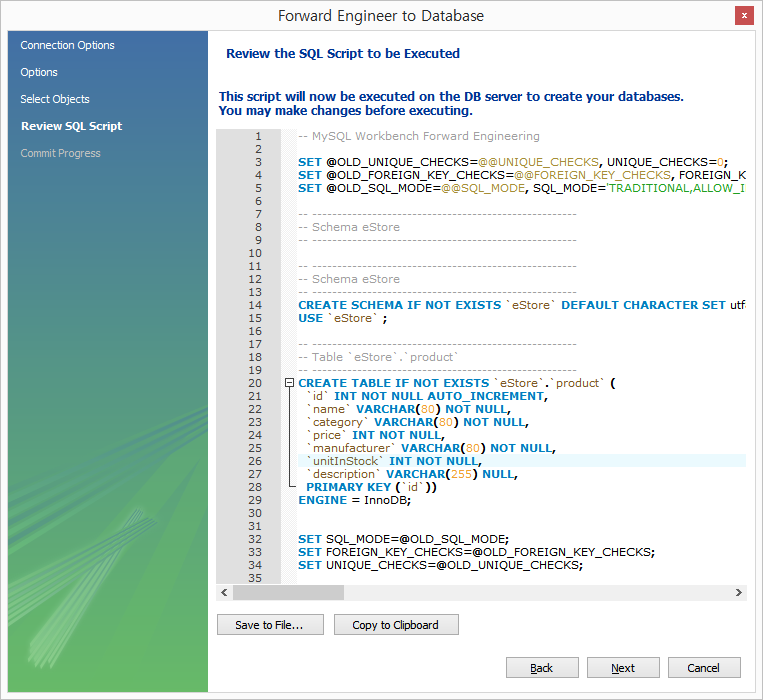 Forward Engineer to Database
x
Connection Options
Options
Select Objects
Review SQL Script
Commit Progress
Review the SQL Script to be Executed
This script will now be executed on the DB server to create your databases.
You may make changes before executing.
1 -- MySQL Workbench Forward Engineering
2
3 SET @OLD_UNIQUE_CHECKS=@@UNIQUE_CHECKS, UNIQUE_CHECKS=0;
4 SET @OLD_FOREIGN_KEY_CHECKS=@@FOREIGN_KEY_CHECKS, FOREIGN_K
5 SET @OLD_SQL_MODE=@@SQL_MODE, SQL_MODE='TRADITIONAL,ALLOW_I
6
7 -- -----------------------------------------------------
8 -- Schema eStore
9 -- -----------------------------------------------------
10
11 -- -----------------------------------------------------
12 -- Schema eStore
13 -- -----------------------------------------------------
14 CREATE SCHEMA IF NOT EXISTS `eStore` DEFAULT CHARACTER SET utf
15 USE `eStore` ;
16
17 -- -----------------------------------------------------
18 -- Table `eStore`.`product`
19 -- -----------------------------------------------------
20 CREATE TABLE IF NOT EXISTS `eStore`.`product` (
21 `id` INT NOT NULL AUTO_INCREMENT,
22 `name` VARCHAR(80) NOT NULL,
23 `category` VARCHAR(80) NOT NULL,
24 `price` INT NOT NULL,
25 `manufacturer` VARCHAR(80) NOT NULL,
26 `unitInStock` INT NOT NULL,
27 `description` VARCHAR(255) NULL,
28 PRIMARY KEY (`id`))
29 ENGINE = InnoDB;
30
31
32 SET SQL_MODE=@OLD_SQL_MODE;
33 SET FOREIGN_KEY_CHECKS=@OLD_FOREIGN_KEY_CHECKS;
34 SET UNIQUE_CHECKS=@OLD_UNIQUE_CHECKS;
35
Save to File... Copy to Clipboard
Back Next Cancel